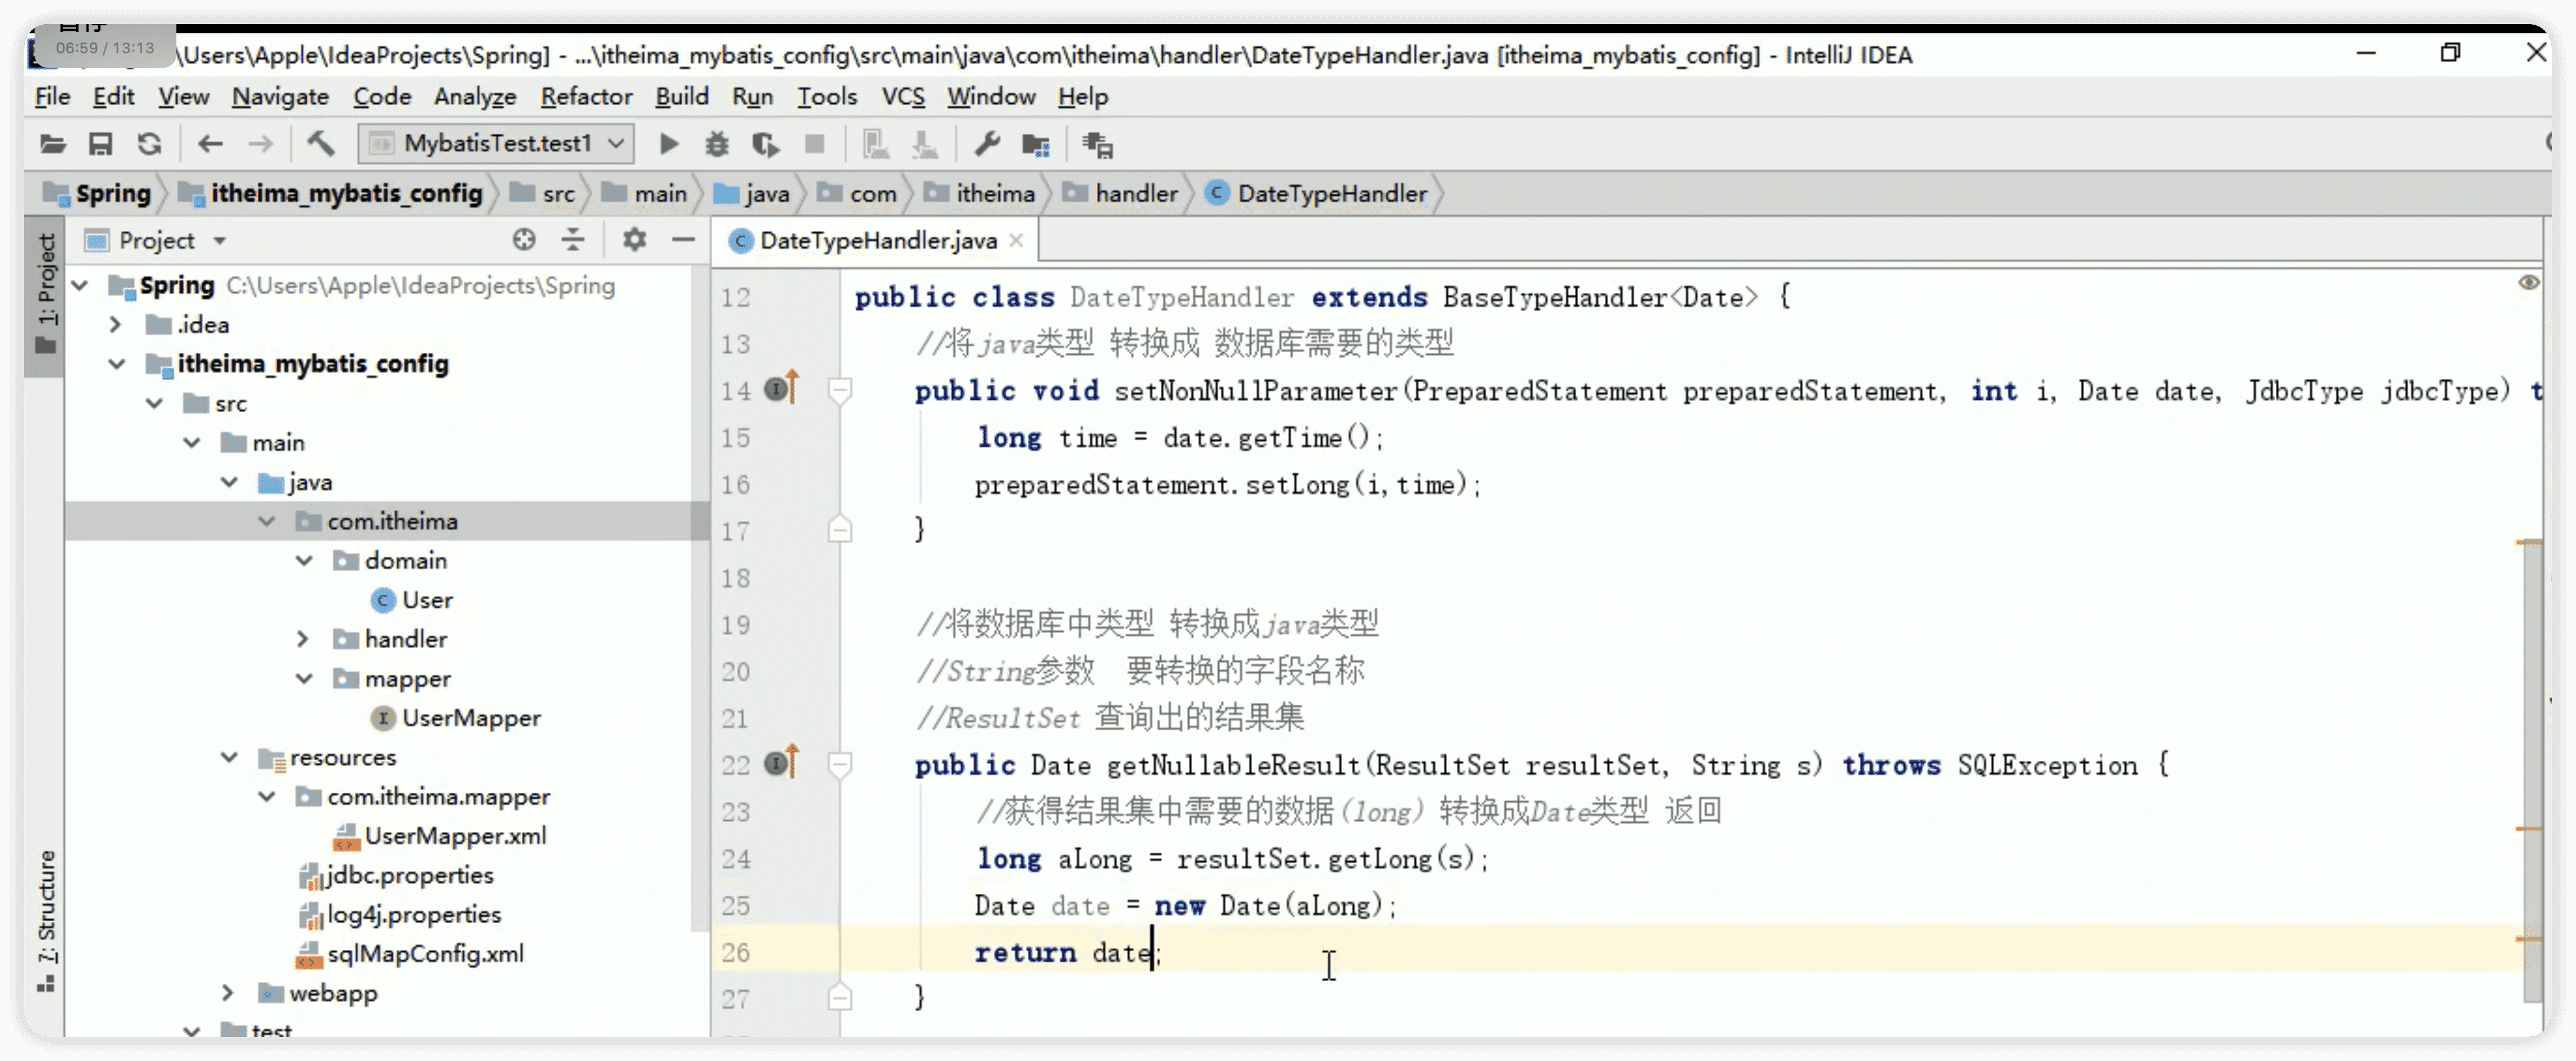 06:59 / 13:13
\Users\Apple\IdeaProjects\Spring] - ...\itheima_mybatis_config\src\main\java\com\itheima\handler\DateTypeHandler.java [itheima_mybatis_config] - IntelliJ IDEA
File Edit View Navigate Code Analyze Refactor Build Run Tools VCS Window Help
MybatisTest.test1
Spring itheima_mybatis_config src main java com itheima handler DateTypeHandler
1: Project
7: Structure
Project
Spring C:\Users\Apple\IdeaProjects\Spring
.idea
itheima_mybatis_config
src
main
java
com.itheima
domain
User
handler
mapper
UserMapper
resources
com.itheima.mapper
UserMapper.xml
jdbc.properties
log4j.properties
sqlMapConfig.xml
webapp
test
DateTypeHandler.java
12 public class DateTypeHandler extends BaseTypeHandler<Date> {
13 //将java类型 转换成 数据库需要的类型
14 public void setNonNullParameter(PreparedStatement preparedStatement, int i, Date date, JdbcType jdbcType) t
15 long time = date.getTime();
16 preparedStatement.setLong(i,time);
17 }
18
19 //将数据库中类型 转换成java类型
20 //String参数 要转换的字段名称
21 //ResultSet 查询出的结果集
22 public Date getNullableResult(ResultSet resultSet, String s) throws SQLException {
23 //获得结果集中需要的数据(long) 转换成Date类型 返回
24 long aLong = resultSet.getLong(s);
25 Date date = new Date(aLong);
26 return date;
27 }